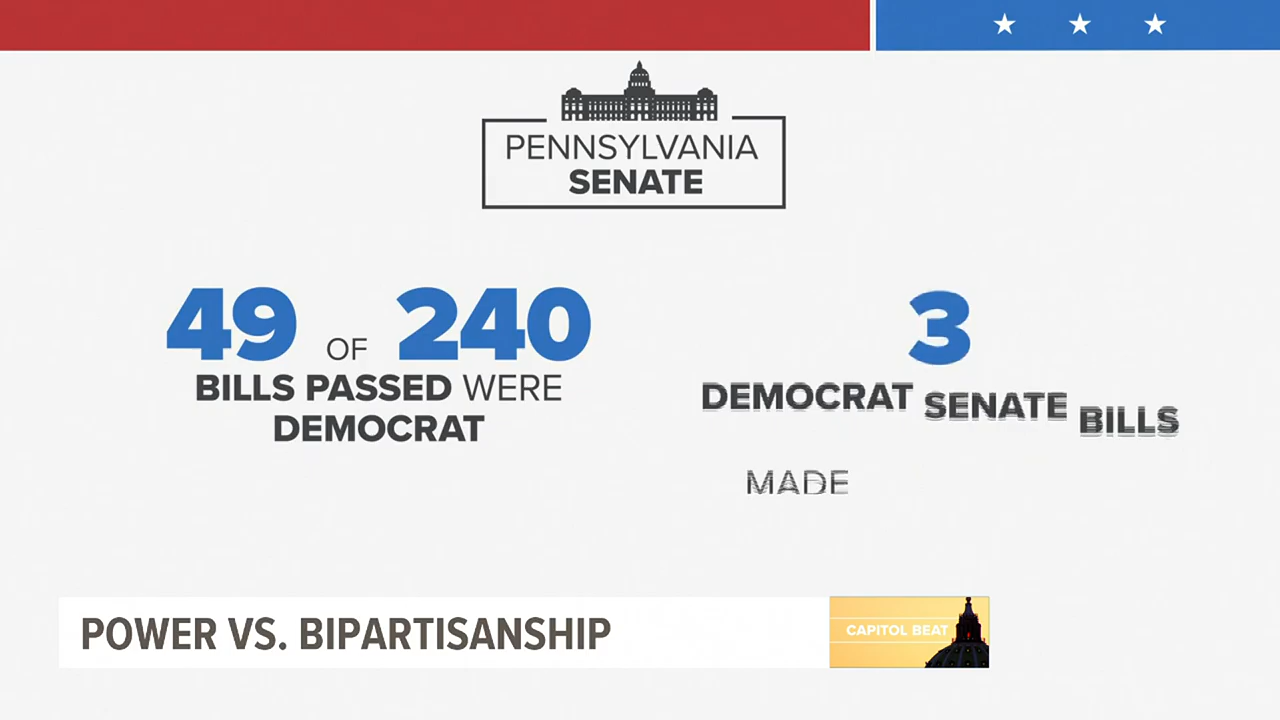 PENNSYLVANIA
SENATE
49 OF 240
BILLS PASSED WERE
DEMOCRAT
3
DEMOCRAT SENATE BILLS
MADE
POWER VS. BIPARTISANSHIP
CAPITOL BEAT